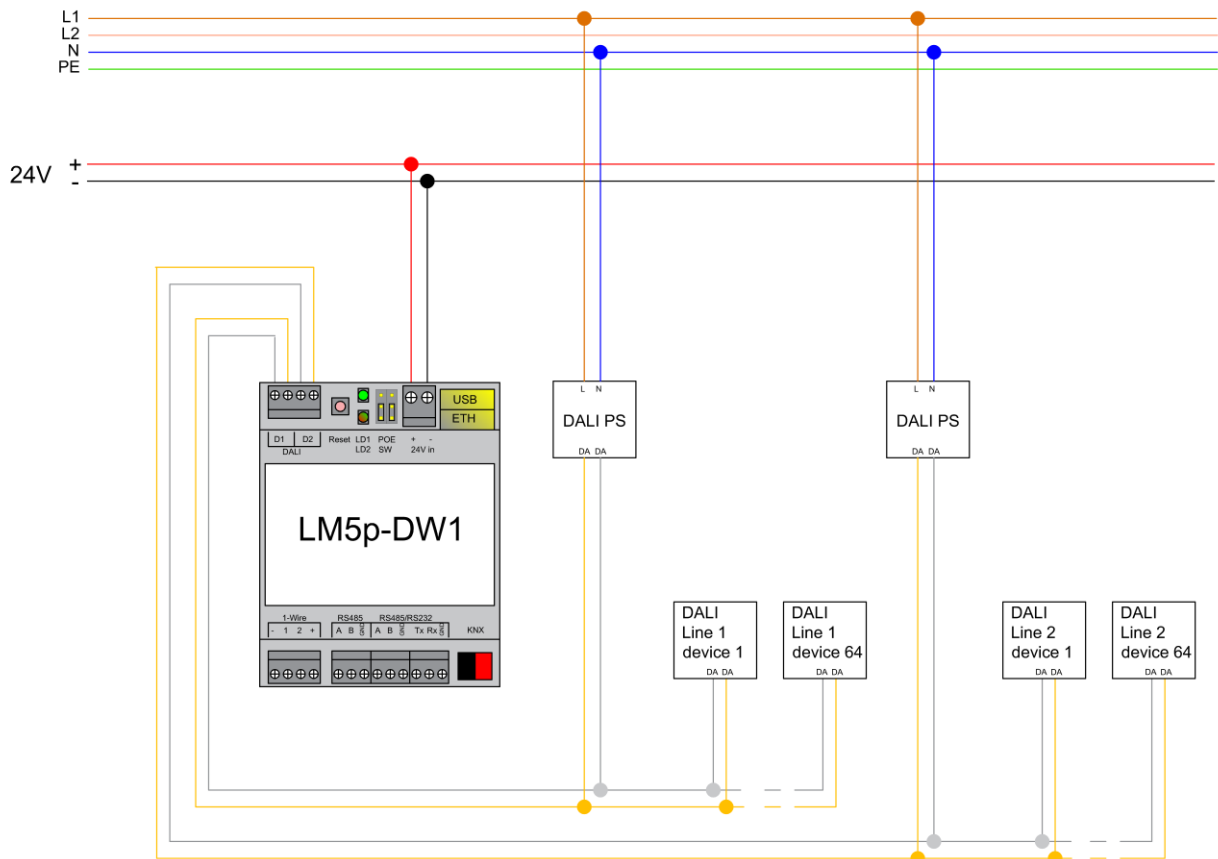 L1
L2
N
PE
24V +
-
USB
ETH
D1 D2
DALI
Reset LD1 POE + -
LD2 SW 24V in
LM5p-DW1
1-Wire RS485 RS485/RS232
- 1 2 + A B GND A B GND Tx Rx GND KNX
L N
DALI PS
DA DA
L N
DALI PS
DA DA
DALI
Line 1
device 1
DA DA
DALI
Line 1
device 64
DA DA
DALI
Line 2
device 1
DA DA
DALI
Line 2
device 64
DA DA